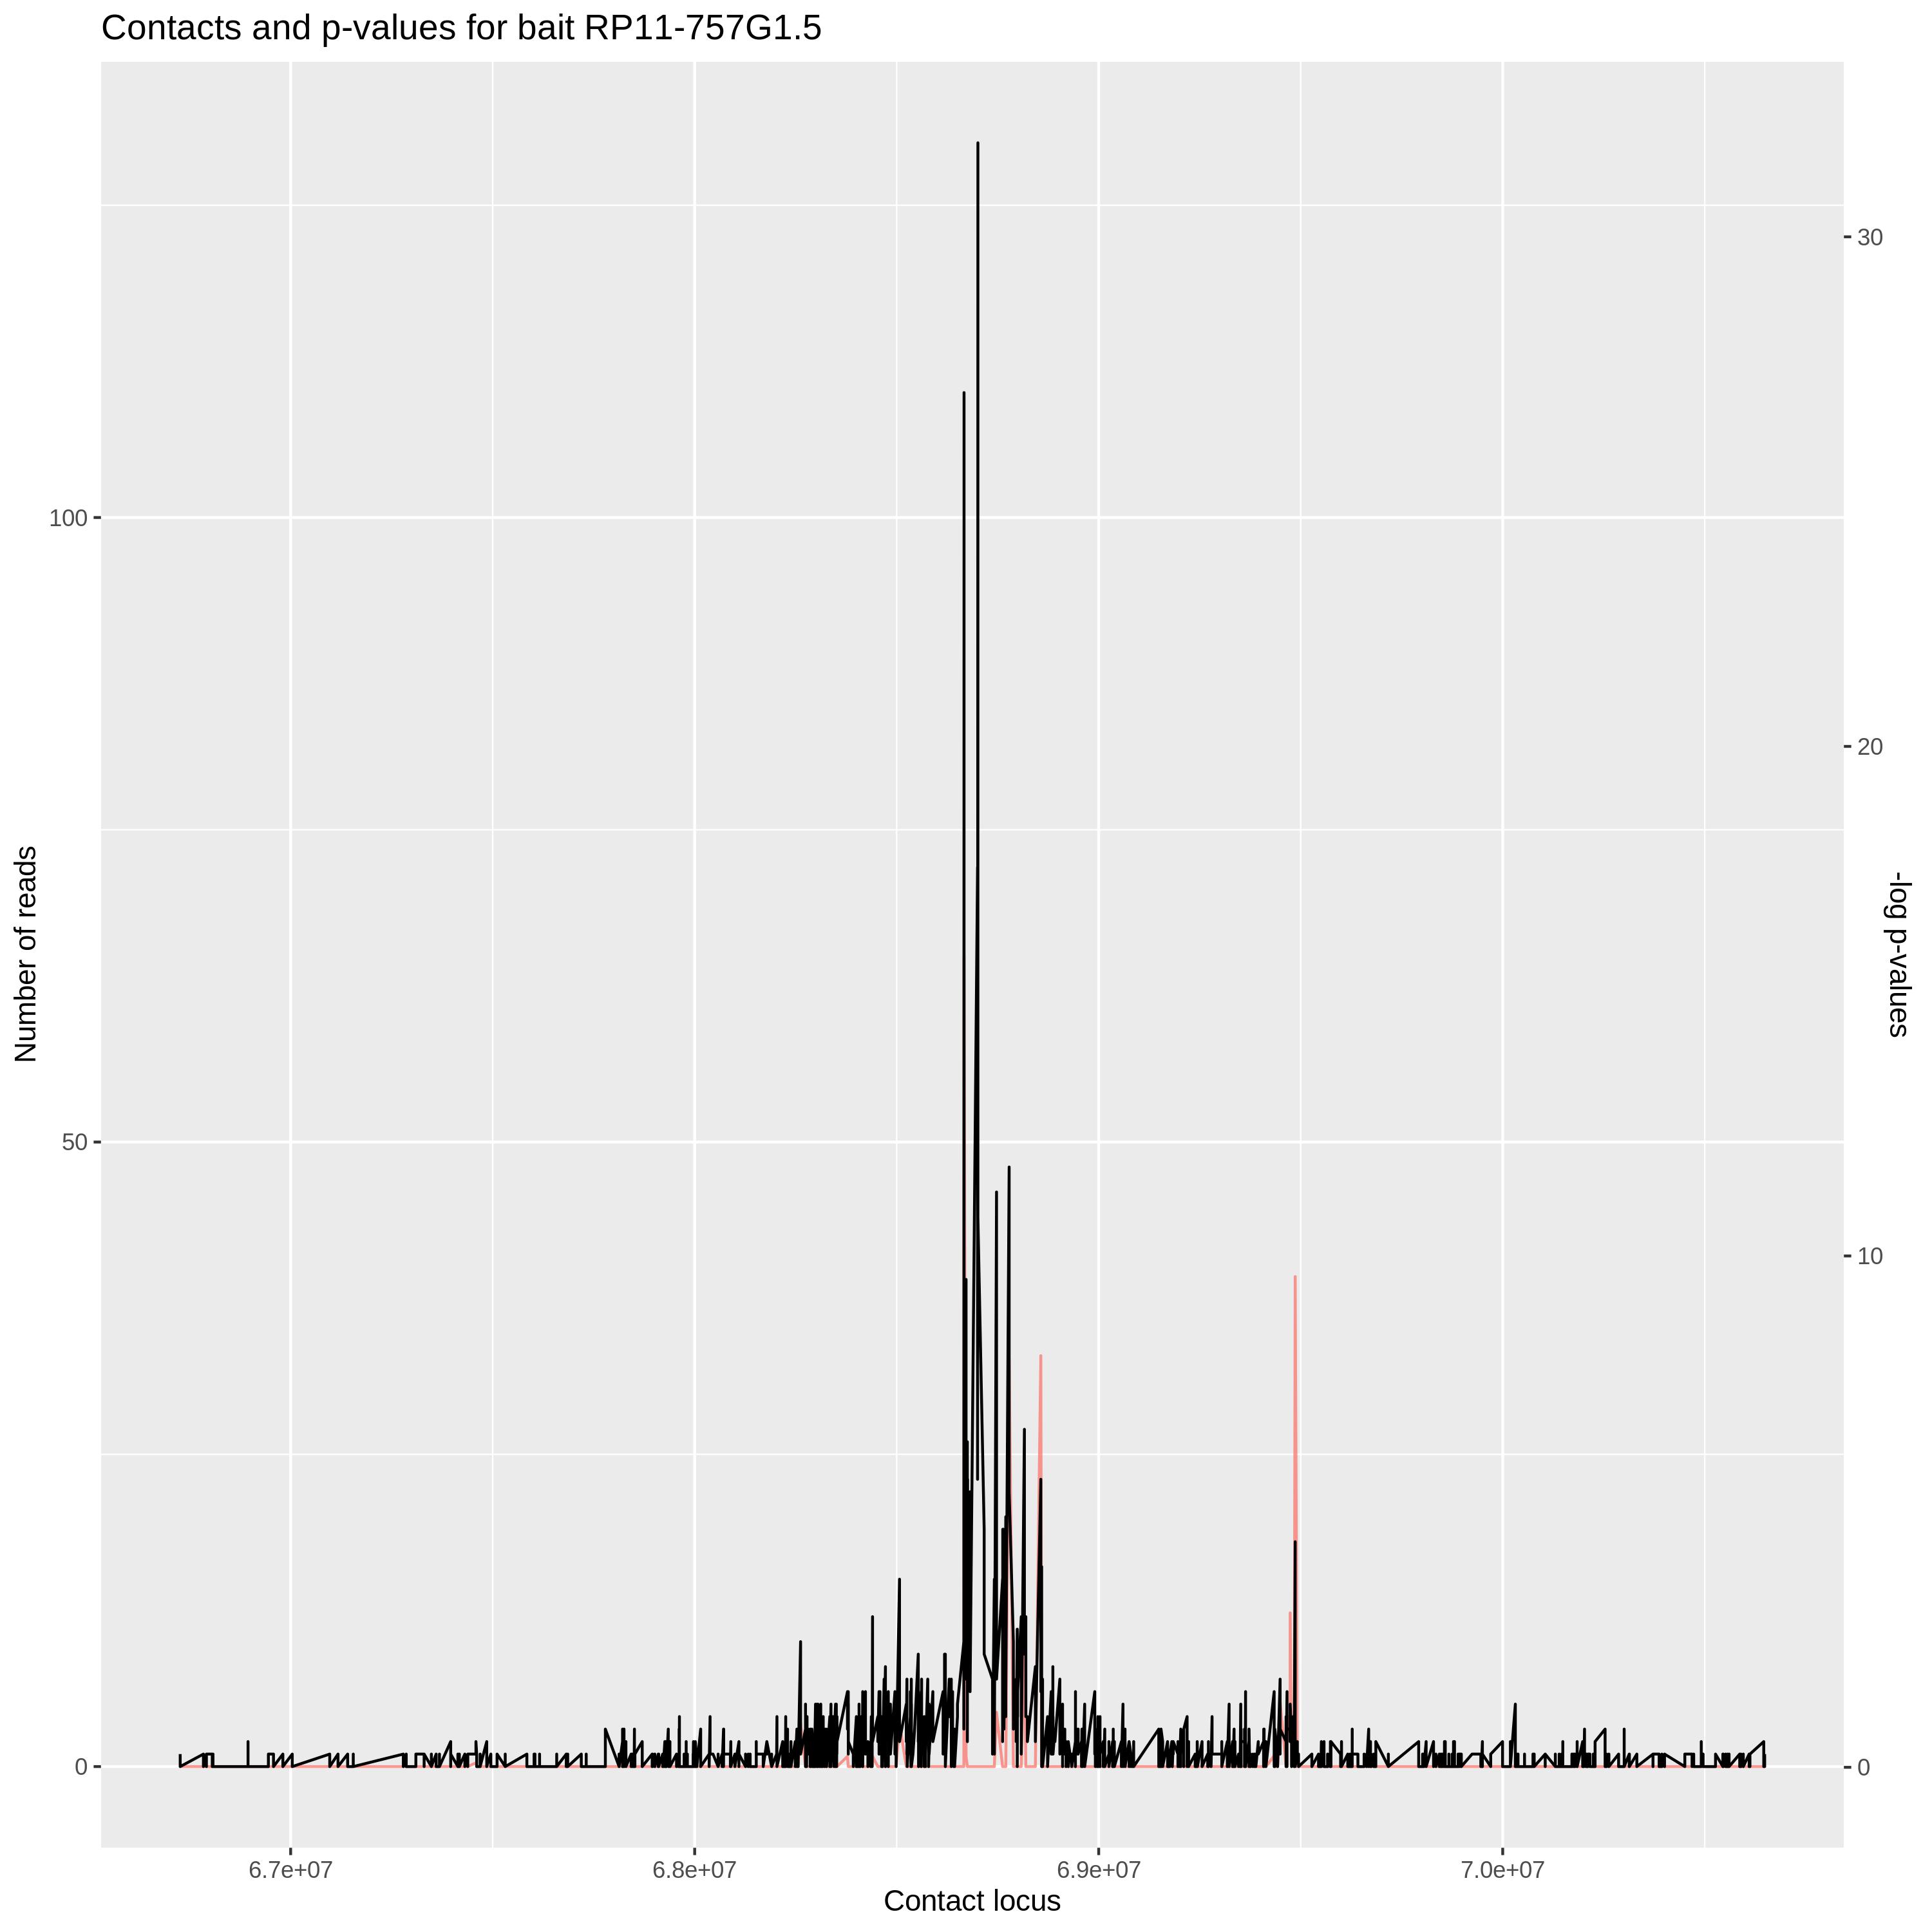 Contacts and p-values for bait RP11-757G1.5
Number of reads
100
50
0
30
20
10
0
-log p-values
6.7e+07
6.8e+07
6.9e+07
7.0e+07
Contact locus